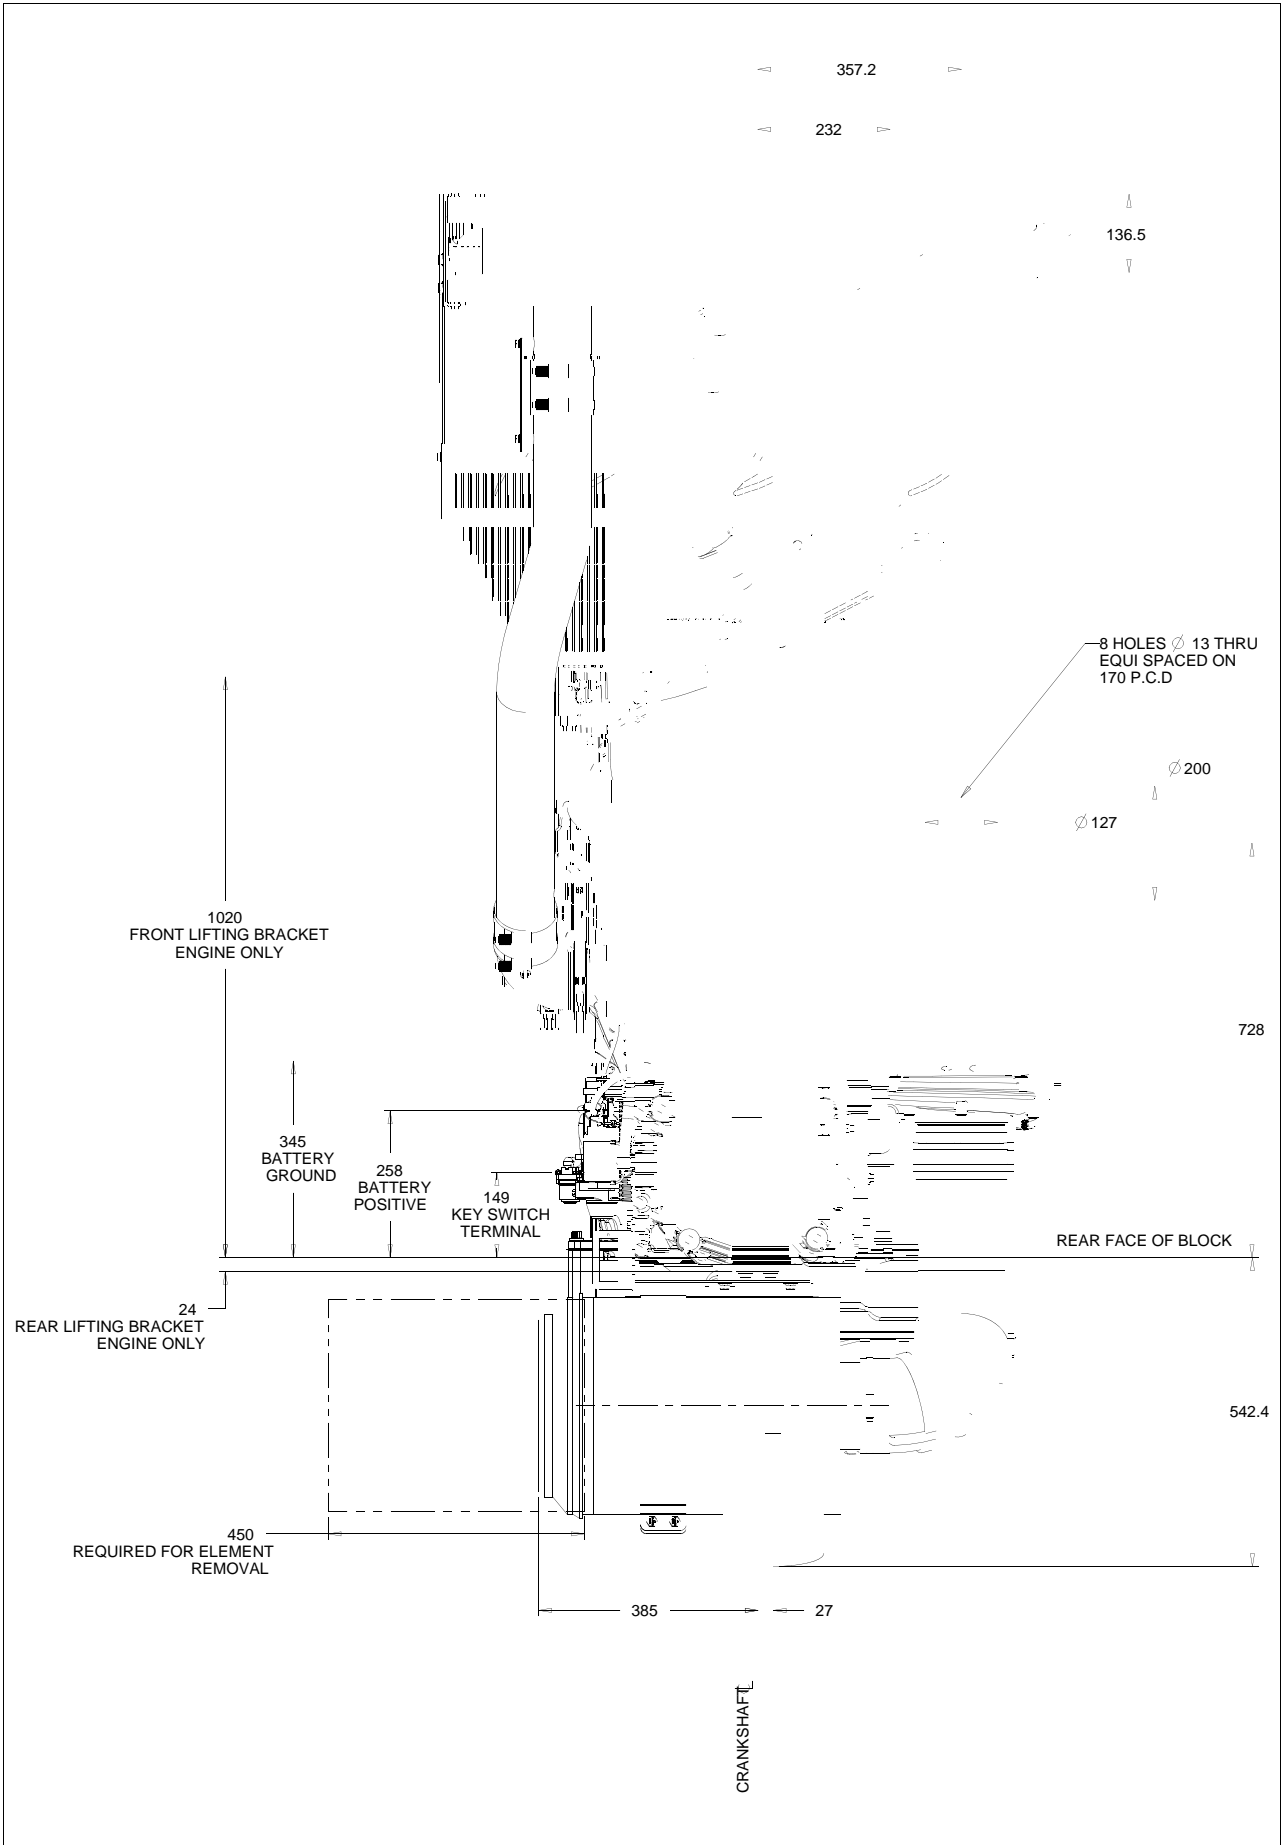 357.2
232
136.5
8 HOLES ∅ 13 THRU
EQUI SPACED ON
170 P.C.D
∅ 200
∅ 127
1020
FRONT LIFTING BRACKET
ENGINE ONLY
728
345
BATTERY
GROUND
258
BATTERY
POSITIVE
149
KEY SWITCH
TERMINAL
REAR FACE OF BLOCK
24
REAR LIFTING BRACKET
ENGINE ONLY
542.4
450
REQUIRED FOR ELEMENT
REMOVAL
385
27
CRANKSHAFT